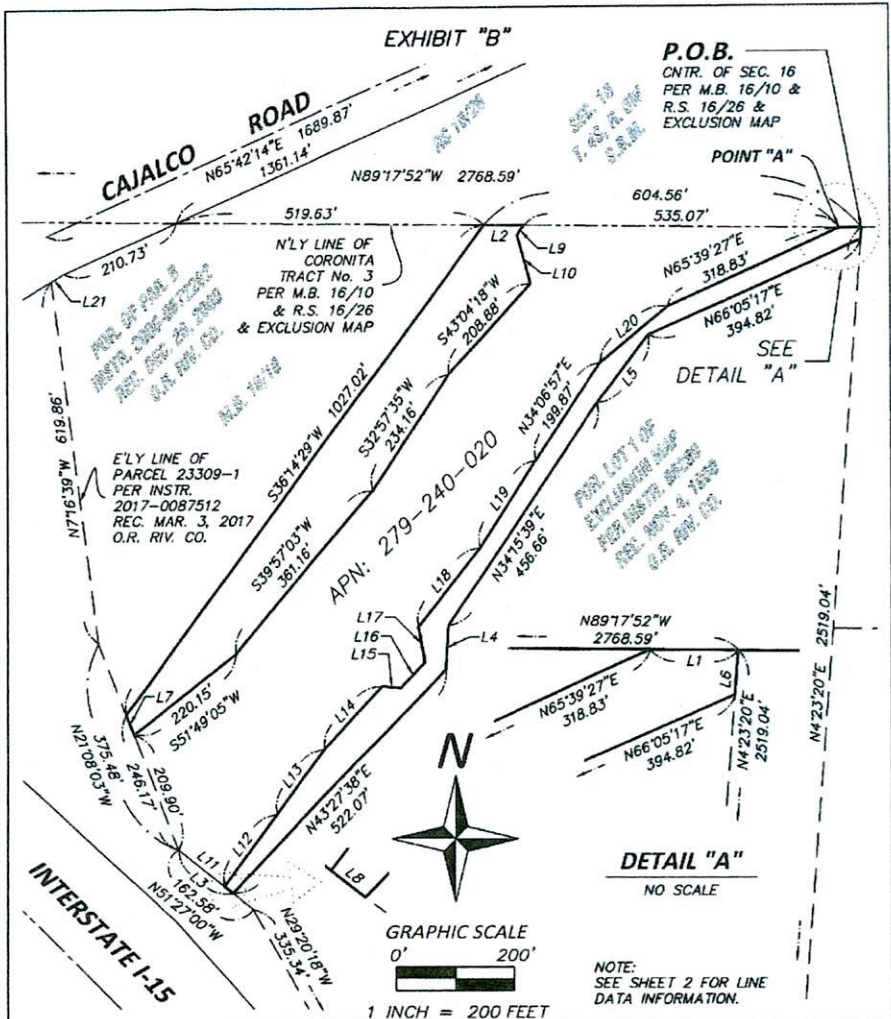 EXHIBIT "B"
P.O.B.
CNTR. OF SEC. 16
PER M.B. 16/10 &
R.S. 16/26 &
EXCLUSION MAP
POINT "A"
CAJALCO ROAD
N65°42'14"E 1689.87'
1361.14'
RS 16/26
N89°17'52"W 2768.59'
604.56'
535.07'
519.63'
210.73'
L21
N'LY LINE OF
CORONITA
TRACT No. 3
PER M.B. 16/10
& R.S. 16/26
& EXCLUSION MAP
L2
L9
L10
N65°39'27"E
318.83'
N66°05'17"E
394.82'
SEE
DETAIL "A"
L20
L5
S43°04'18"W
208.88'
S32°57'35"W
234.16'
S36°14'29"W 1027.02'
N34°06'57"E
199.87'
N7°16'39"W 619.86'
E'LY LINE OF
PARCEL 23309-1
PER INSTR.
2017-0087512
REC. MAR. 3, 2017
O.R. RIV. CO.
S39°57'03"W
361.16'
APN: 279-240-020
L19
L18
N34°15'39"E
456.66'
POR. LOT 1 OF
EXCLUSION MAP
O.R. RIV. CO.
L17
L16
L15
L4
L14
L7
220.15'
S51°49'05"W
L13
L12
N43°27'38"E
522.07'
N21°08'03"W
375.48'
246.17'
209.90'
L11
L3
162.58'
N51°27'00"W
N29°20'18"W
335.34'
L8
INTERSTATE I-15
N
GRAPHIC SCALE
0' 200'
1 INCH = 200 FEET
N89°17'52"W
2768.59'
L1
L6
N65°39'27"E
318.83'
N66°05'17"E
394.82'
N4°23'20"E
2519.04'
N4°23'20"E 2519.04'
DETAIL "A"
NO SCALE
NOTE:
SEE SHEET 2 FOR LINE
DATA INFORMATION.